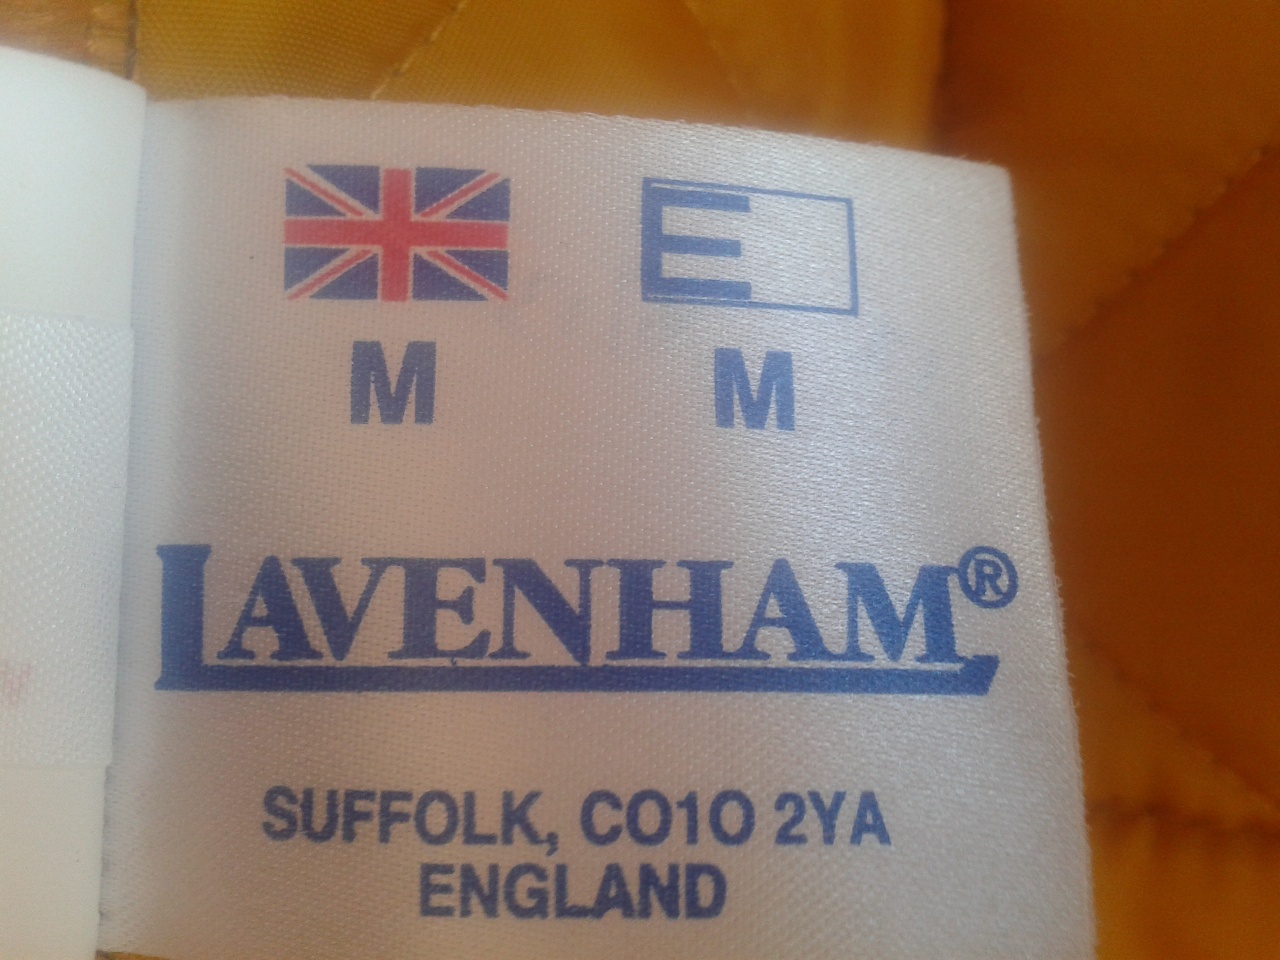 E
M M
LAVENHAM®
SUFFOLK, CO10 2YA
ENGLAND